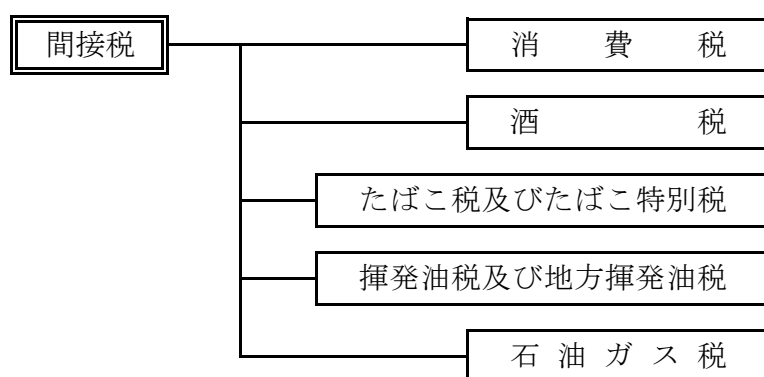 間接税
消費税
酒税
たばこ税及びたばこ特別税
揮発油税及び地方揮発油税
石油ガス税